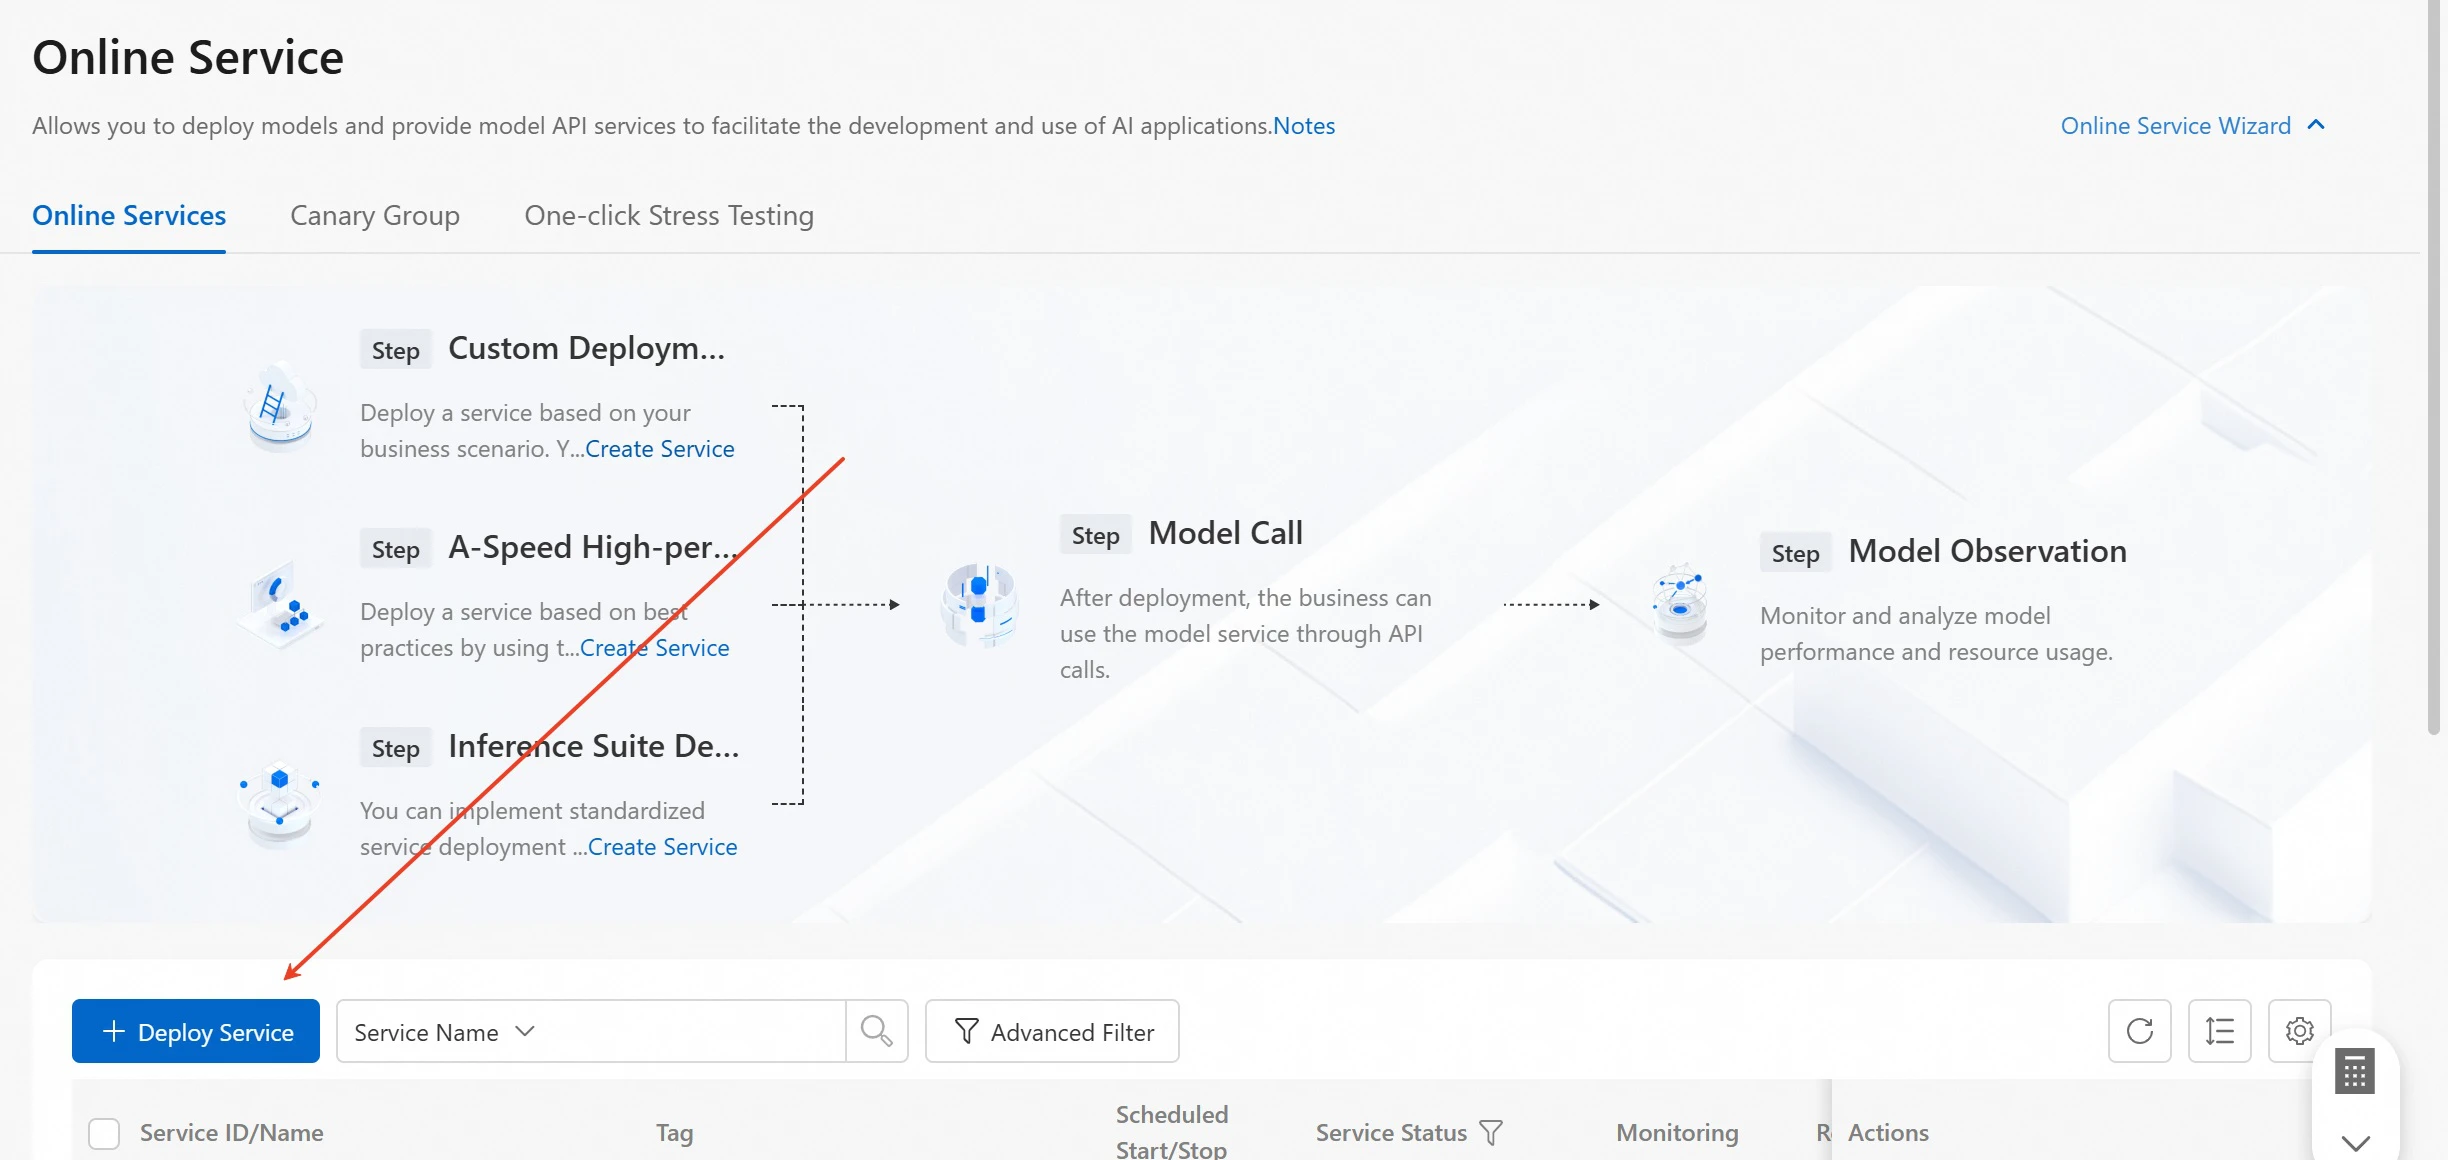 Online Service
Allows you to deploy models and provide model API services to facilitate the development and use of AI applications.Notes
Online Service Wizard
Online Services
Canary Group
One-click Stress Testing
Step
Custom Deploym...
Deploy a service based on your
business scenario. Y...Create Service
Step
A-Speed High-per...
Deploy a service based on best
practices by using t...Create Service
Step
Inference Suite De...
You can implement standardized
service deployment ...Create Service
Step
Model Call
After deployment, the business can
use the model service through API
calls.
Step
Model Observation
Monitor and analyze model
performance and resource usage.
Deploy Service
Service Name
Advanced Filter
Service ID/Name
Tag
Scheduled
Start/Stop
Service Status
Monitoring
Actions